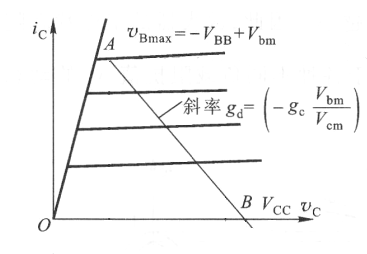 i_C
A
v_Bmax = −V_BB + V_bm
斜率 g_d = (−g_c V_bm/V_cm)
O
B V_CC v_C